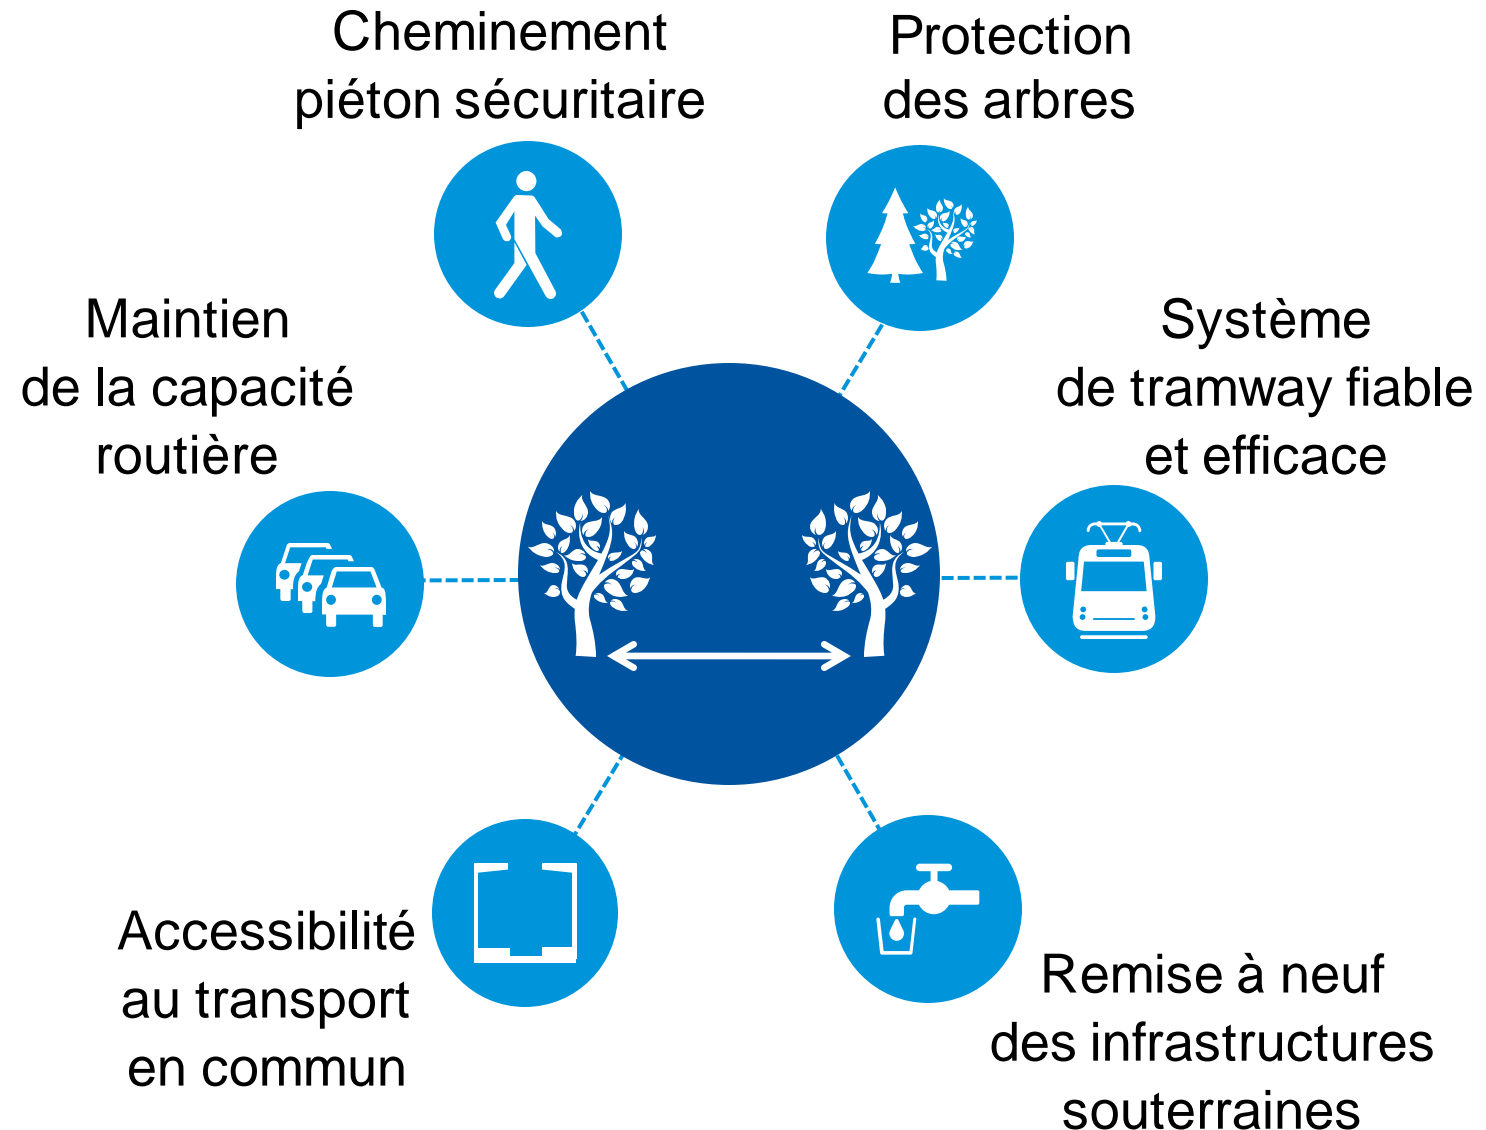 Cheminement
piéton sécuritaire
Protection
des arbres
Maintien
de la capacité
routière
Système
de tramway fiable
et efficace
Accessibilité
au transport
en commun
Remise à neuf
des infrastructures
souterraines